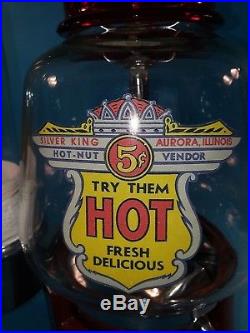 SILVER KING 5¢ AURORA, ILLINOIS
HOT-NUT VENDOR
TRY THEM
HOT
FRESH
DELICIOUS